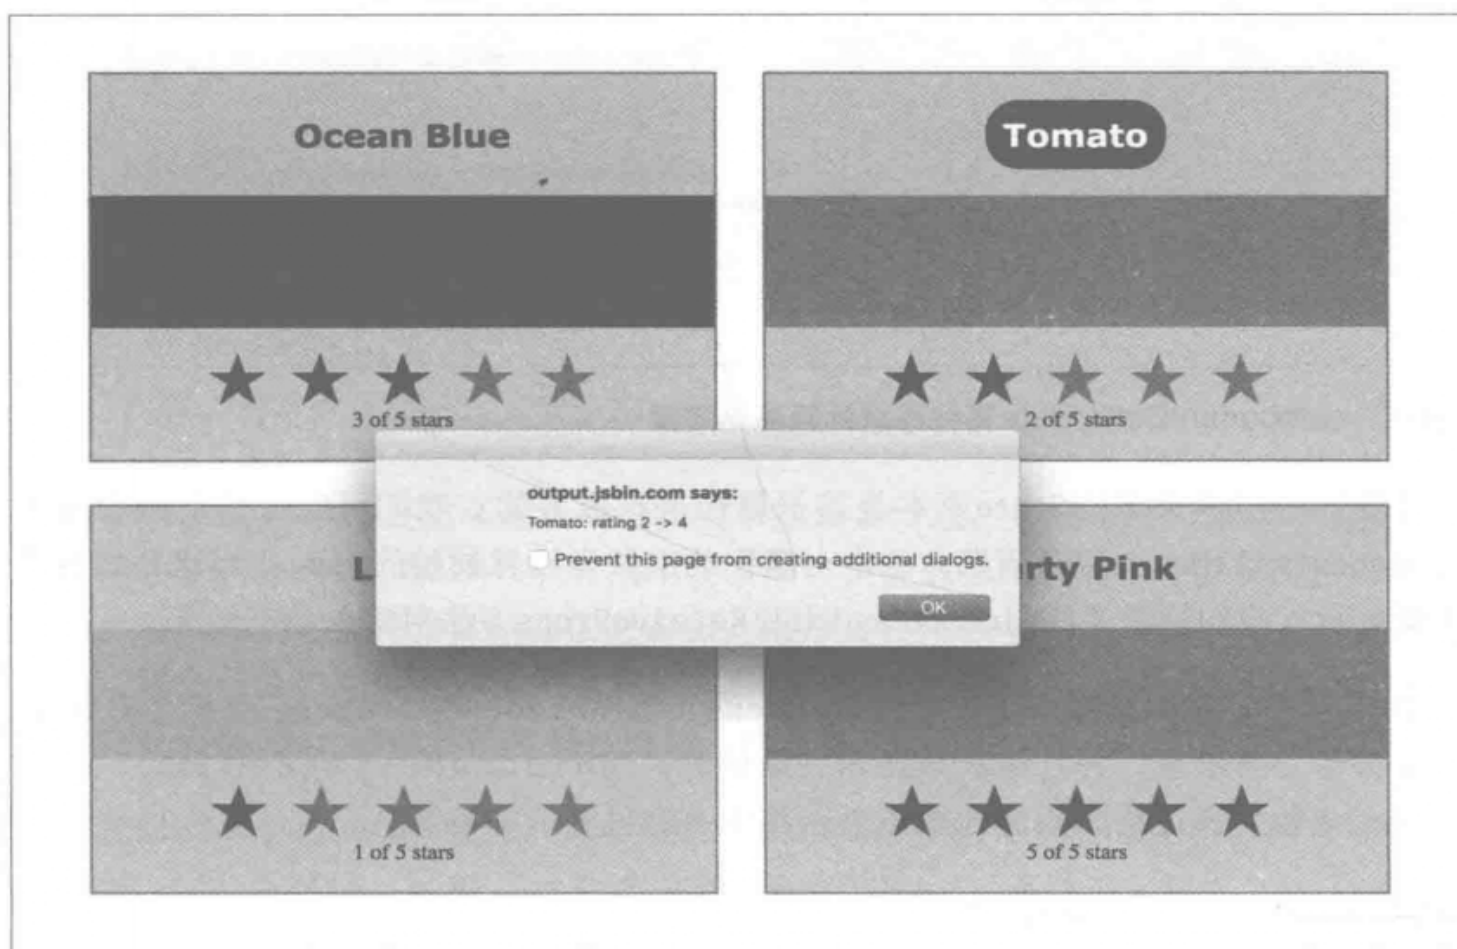 Ocean Blue
Tomato
3 of 5 stars
2 of 5 stars
output.jsbin.com says:
Tomato: rating 2 -> 4
Prevent this page from creating additional dialogs.
OK
L
rty Pink
1 of 5 stars
5 of 5 stars